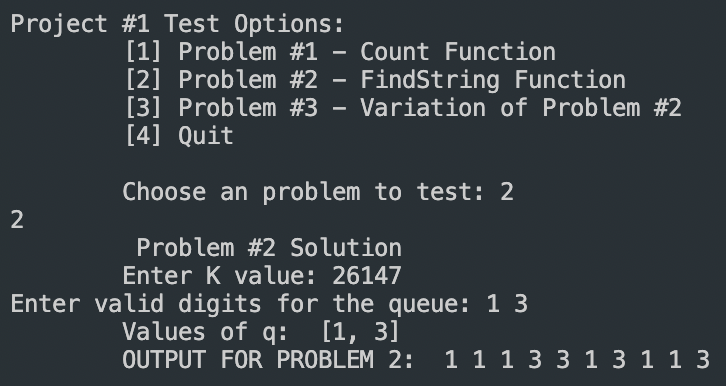 Project #1 Test Options:
[1] Problem #1 – Count Function
[2] Problem #2 – FindString Function
[3] Problem #3 – Variation of Problem #2
[4] Quit
Choose an problem to test: 2
2
Problem #2 Solution
Enter K value: 26147
Enter valid digits for the queue: 1 3
Values of q:  [1, 3]
OUTPUT FOR PROBLEM 2:  1 1 1 3 3 1 3 1 1 3